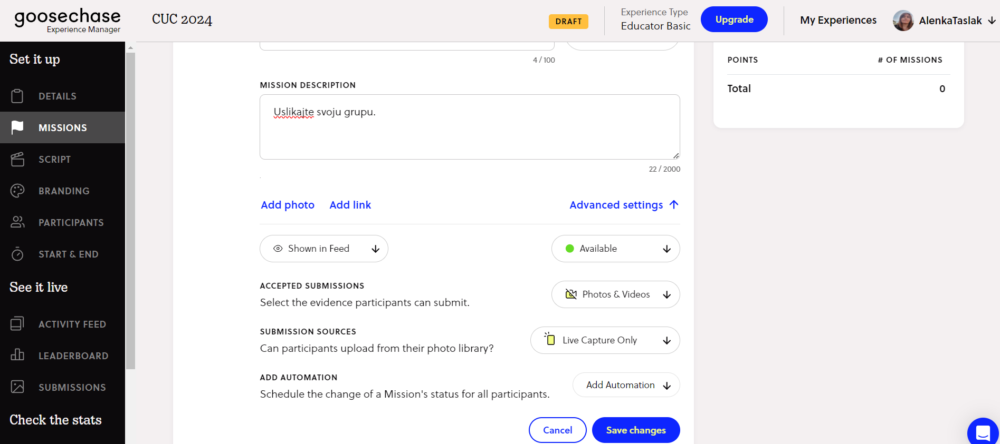 goosechase
Experience Manager
CUC 2024
DRAFT
Experience Type
Educator Basic
Upgrade
My Experiences
AlenkaTaslak
Set it up
DETAILS
MISSIONS
SCRIPT
BRANDING
PARTICIPANTS
START & END
See it live
ACTIVITY FEED
LEADERBOARD
SUBMISSIONS
Check the stats
4 / 100
MISSION DESCRIPTION
Uslikajte svoju grupu.
22 / 2000
Add photo
Add link
Advanced settings
Shown in Feed
Available
ACCEPTED SUBMISSIONS
Select the evidence participants can submit.
Photos & Videos
SUBMISSION SOURCES
Can participants upload from their photo library?
Live Capture Only
ADD AUTOMATION
Schedule the change of a Mission's status for all participants.
Add Automation
Cancel
Save changes
POINTS
# OF MISSIONS
Total
0